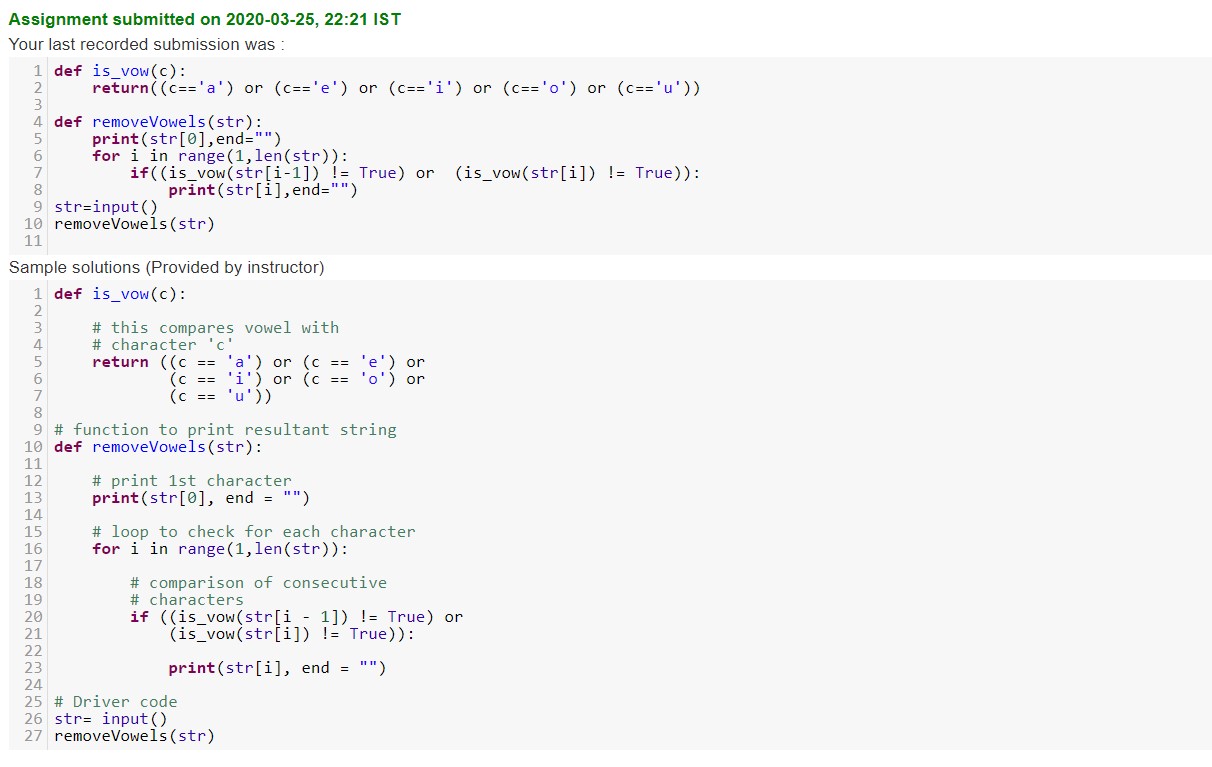 Assignment submitted on 2020-03-25, 22:21 IST
Your last recorded submission was :
1 def is_vow(c):
2     return((c=='a') or (c=='e') or (c=='i') or (c=='o') or (c=='u'))
3
4 def removeVowels(str):
5     print(str[0],end="")
6     for i in range(1,len(str)):
7         if((is_vow(str[i-1]) != True) or  (is_vow(str[i]) != True)):
8             print(str[i],end="")
9 str=input()
10 removeVowels(str)
11
Sample solutions (Provided by instructor)
1 def is_vow(c):
2
3     # this compares vowel with
4     # character 'c'
5     return ((c == 'a') or (c == 'e') or
6             (c == 'i') or (c == 'o') or
7             (c == 'u'))
8
9 # function to print resultant string
10 def removeVowels(str):
11
12     # print 1st character
13     print(str[0], end = "")
14
15     # loop to check for each character
16     for i in range(1,len(str)):
17
18         # comparison of consecutive
19         # characters
20         if ((is_vow(str[i - 1]) != True) or
21             (is_vow(str[i]) != True)):
22
23             print(str[i], end = "")
24
25 # Driver code
26 str= input()
27 removeVowels(str)